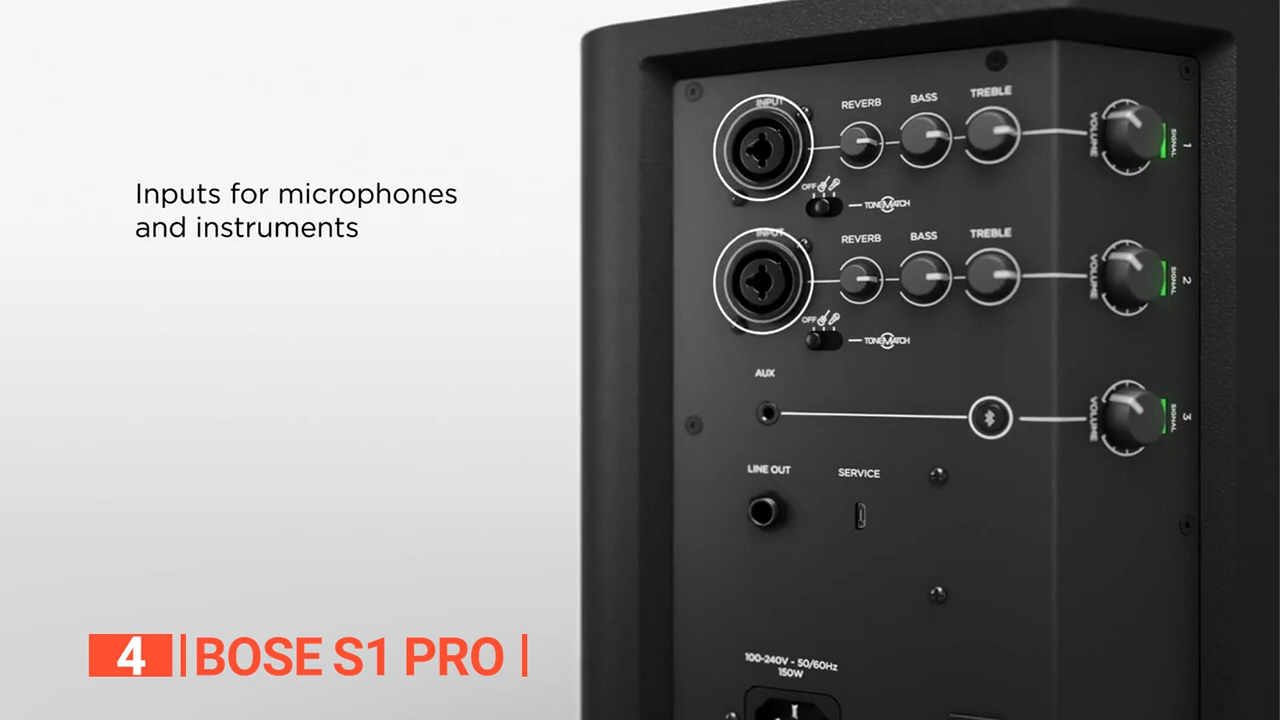 Inputs for microphones
and instruments
INPUT REVERB BASS TREBLE VOLUME SIGNAL 1
OFF TONEMATCH
INPUT REVERB BASS TREBLE VOLUME SIGNAL 2
OFF TONEMATCH
AUX VOLUME SIGNAL 3
LINE OUT SERVICE
100-240V - 50/60Hz
150W
4 BOSE S1 PRO